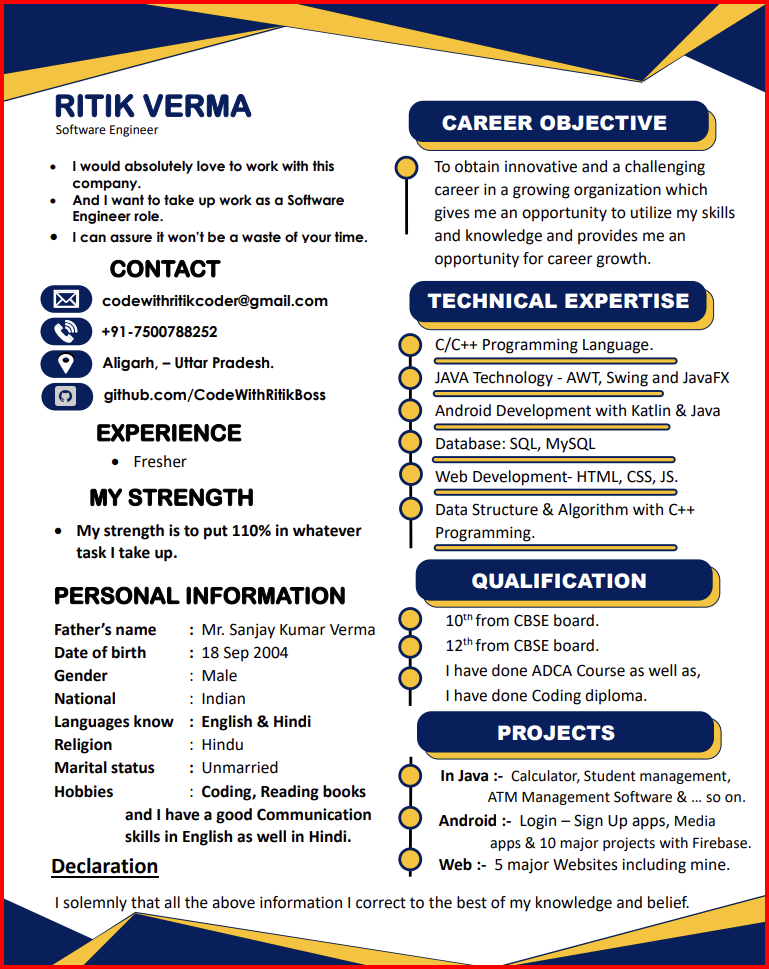 RITIK VERMA
Software Engineer
• I would absolutely love to work with this
company.
• And I want to take up work as a Software
Engineer role.
• I can assure it won't be a waste of your time.
CONTACT
codewithritikcoder@gmail.com
+91-7500788252
Aligarh, – Uttar Pradesh.
github.com/CodeWithRitikBoss
EXPERIENCE
• Fresher
MY STRENGTH
• My strength is to put 110% in whatever
task I take up.
PERSONAL INFORMATION
Father's name : Mr. Sanjay Kumar Verma
Date of birth : 18 Sep 2004
Gender : Male
National : Indian
Languages know : English & Hindi
Religion : Hindu
Marital status : Unmarried
Hobbies : Coding, Reading books
and I have a good Communication
skills in English as well in Hindi.
CAREER OBJECTIVE
To obtain innovative and a challenging
career in a growing organization which
gives me an opportunity to utilize my skills
and knowledge and provides me an
opportunity for career growth.
TECHNICAL EXPERTISE
C/C++ Programming Language.
JAVA Technology - AWT, Swing and JavaFX
Android Development with Katlin & Java
Database: SQL, MySQL
Web Development- HTML, CSS, JS.
Data Structure & Algorithm with C++
Programming.
QUALIFICATION
10th from CBSE board.
12th from CBSE board.
I have done ADCA Course as well as,
I have done Coding diploma.
PROJECTS
In Java :- Calculator, Student management,
ATM Management Software & … so on.
Android :- Login – Sign Up apps, Media
apps & 10 major projects with Firebase.
Web :- 5 major Websites including mine.
Declaration
I solemnly that all the above information I correct to the best of my knowledge and belief.